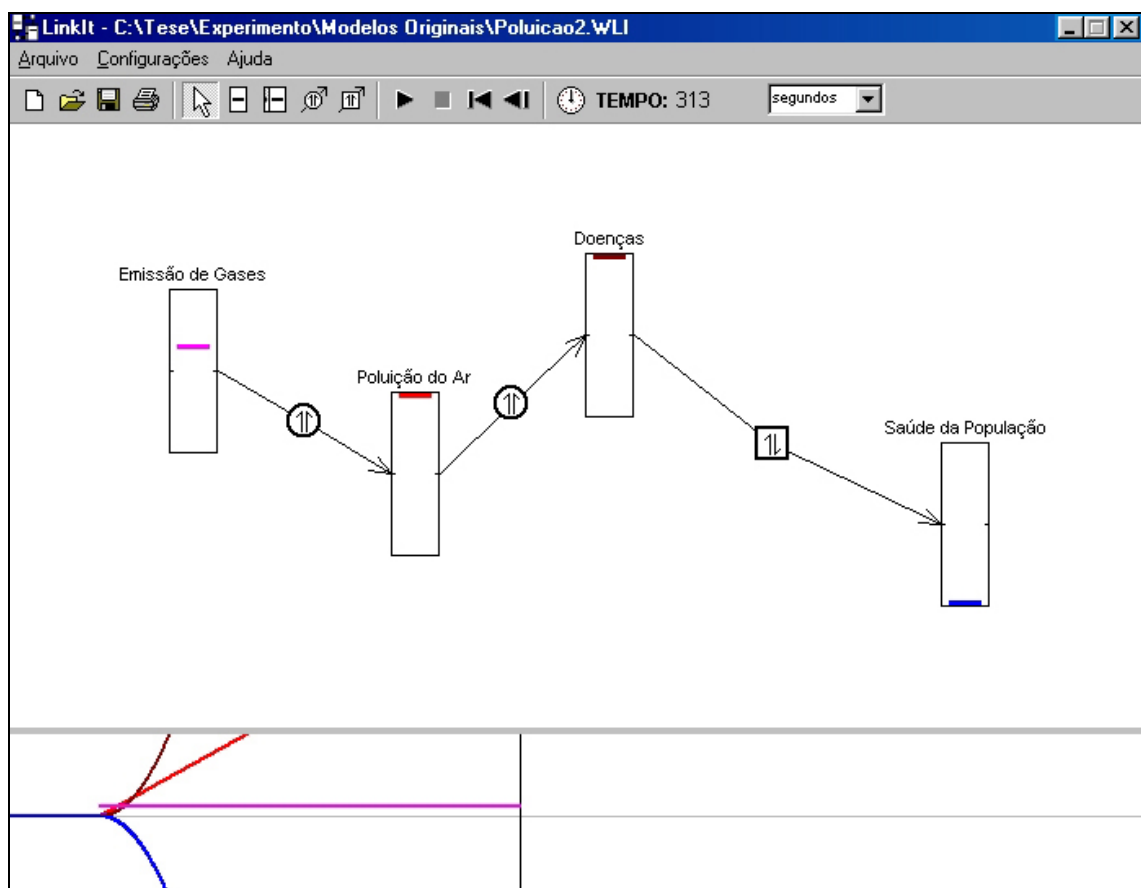 LinkIt - C:\Tese\Experimento\Modelos Originais\Poluicao2.WLI
Arquivo Configurações Ajuda
TEMPO: 313 segundos
Doenças
Emissão de Gases
Poluição do Ar
Saúde da População